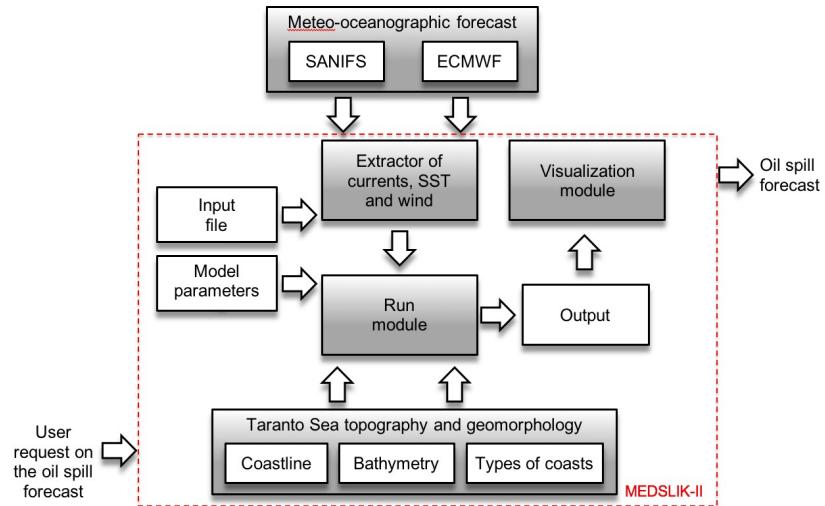 Meteo-oceanographic forecast
SANIFS
ECMWF
Extractor of
currents, SST
and wind
Visualization
module
Oil spill
forecast
Input
file
Model
parameters
Run
module
Output
Taranto Sea topography and geomorphology
Coastline
Bathymetry
Types of coasts
User
request on
the oil spill
forecast
MEDSLIK-II